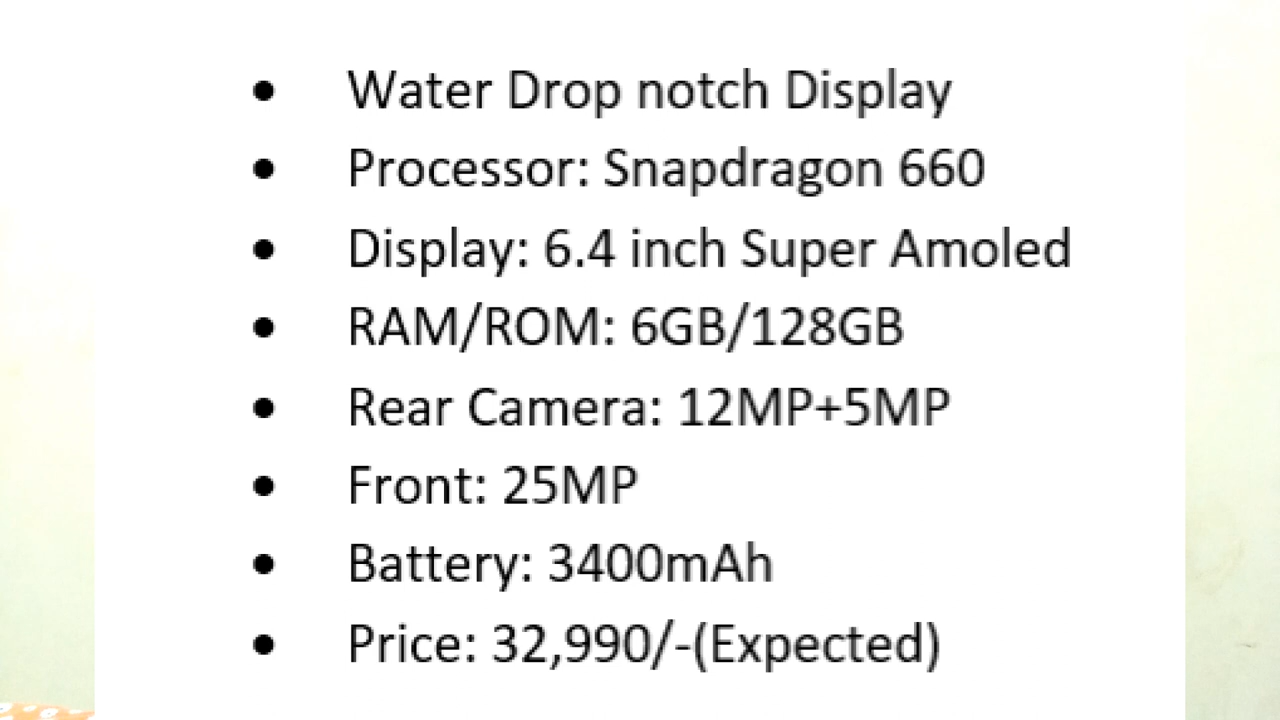 • Water Drop notch Display
• Processor: Snapdragon 660
• Display: 6.4 inch Super Amoled
• RAM/ROM: 6GB/128GB
• Rear Camera: 12MP+5MP
• Front: 25MP
• Battery: 3400mAh
• Price: 32,990/-(Expected)